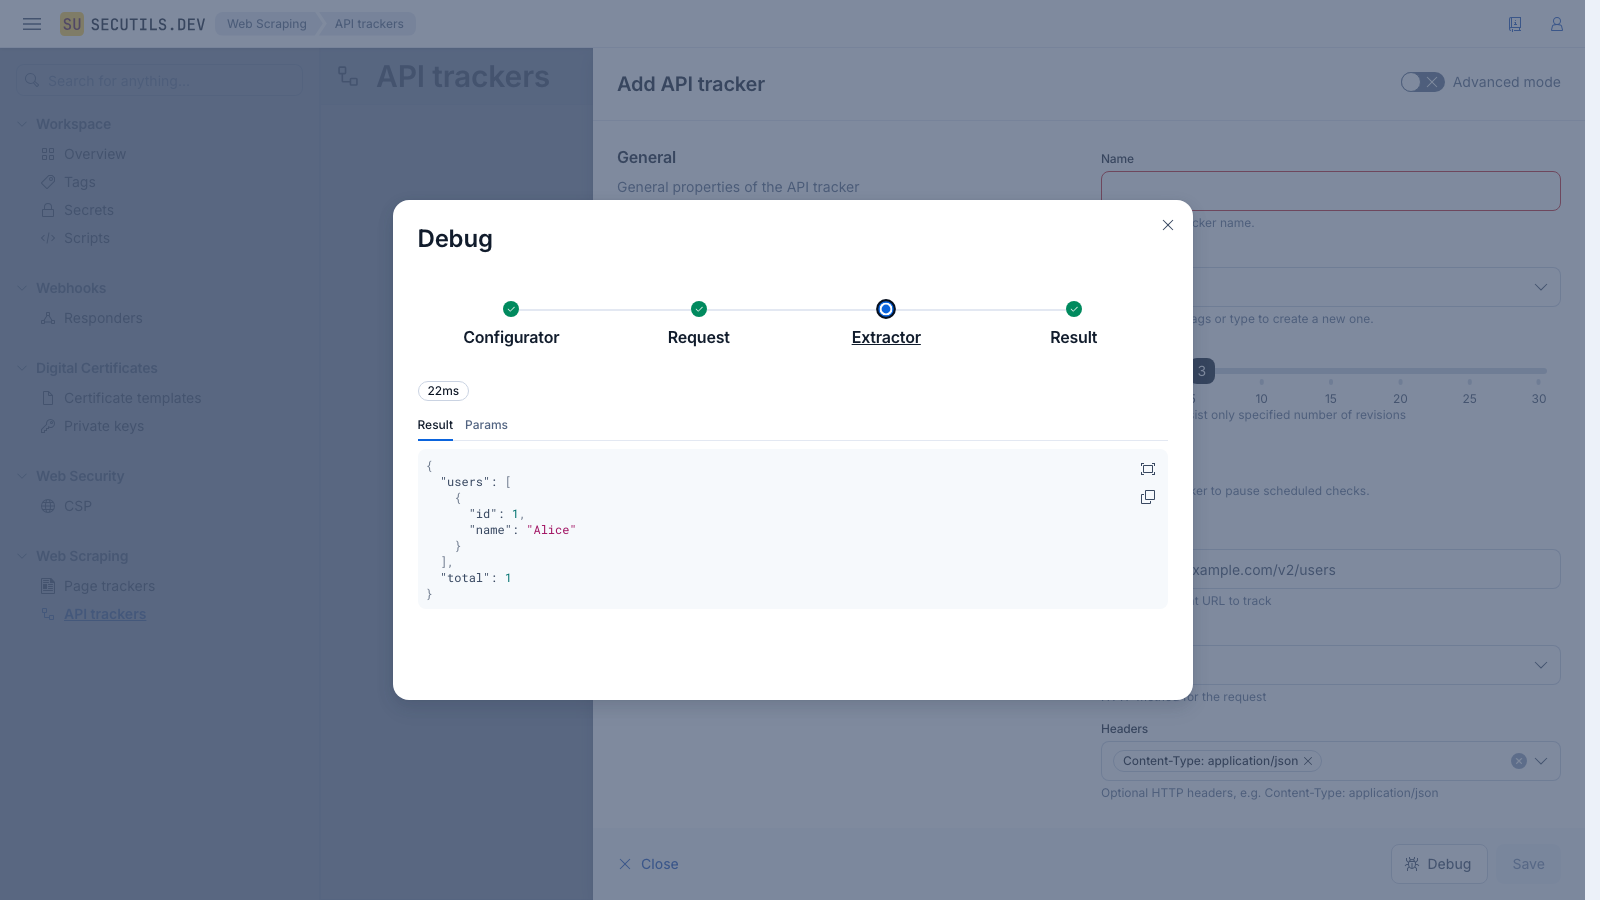 SU SECUTILS.DEV
Web Scraping
API trackers
Search for anything...
Workspace
Overview
Tags
Secrets
Scripts
Webhooks
Responders
Digital Certificates
Certificate templates
Private keys
Web Security
CSP
Web Scraping
Page trackers
API trackers
API trackers
Add API tracker
Advanced mode
General
General properties of the API tracker
Name
cker name.
ags or type to create a new one.
3
5 10 15 20 25 30
ist only specified number of revisions
ker to pause scheduled checks.
xample.com/v2/users
t URL to track
for the request
Headers
Content-Type: application/json
Optional HTTP headers, e.g. Content-Type: application/json
Close
Debug
Save
Debug
Configurator
Request
Extractor
Result
22ms
Result
Params
{
"users": [
{
"id": 1,
"name": "Alice"
}
],
"total": 1
}